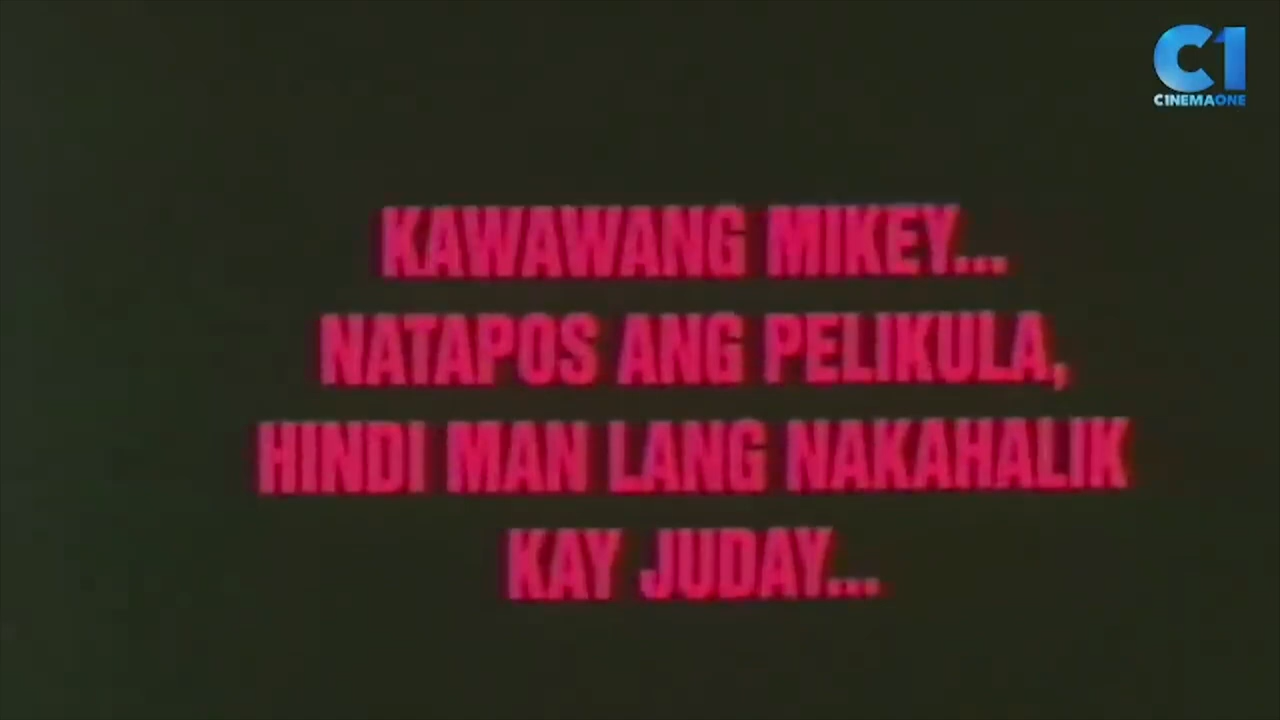 C1
CINEMAONE
KAWAWANG MIKEY...
NATAPOS ANG PELIKULA,
HINDI MAN LANG NAKAHALIK
KAY JUDAY...